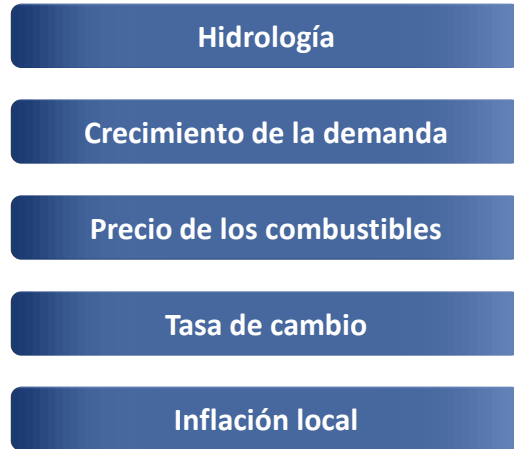 Hidrología
Crecimiento de la demanda
Precio de los combustibles
Tasa de cambio
Inflación local